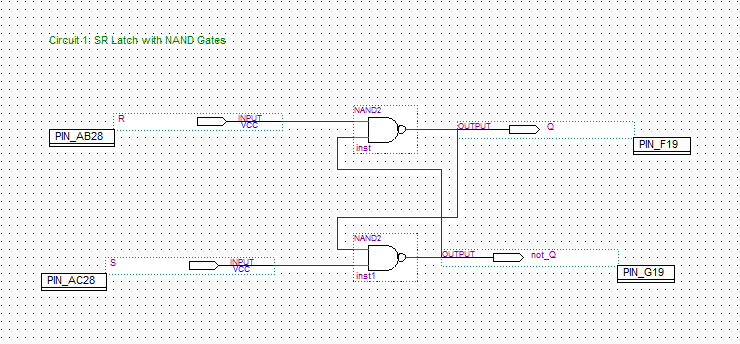 Circuit 1: SR Latch with NAND Gates
NAND2
R
INPUT
VCC
PIN_AB28
OUTPUT
Q
PIN_F19
inst
NAND2
S
INPUT
VCC
PIN_AC28
OUTPUT
not_Q
PIN_G19
inst1